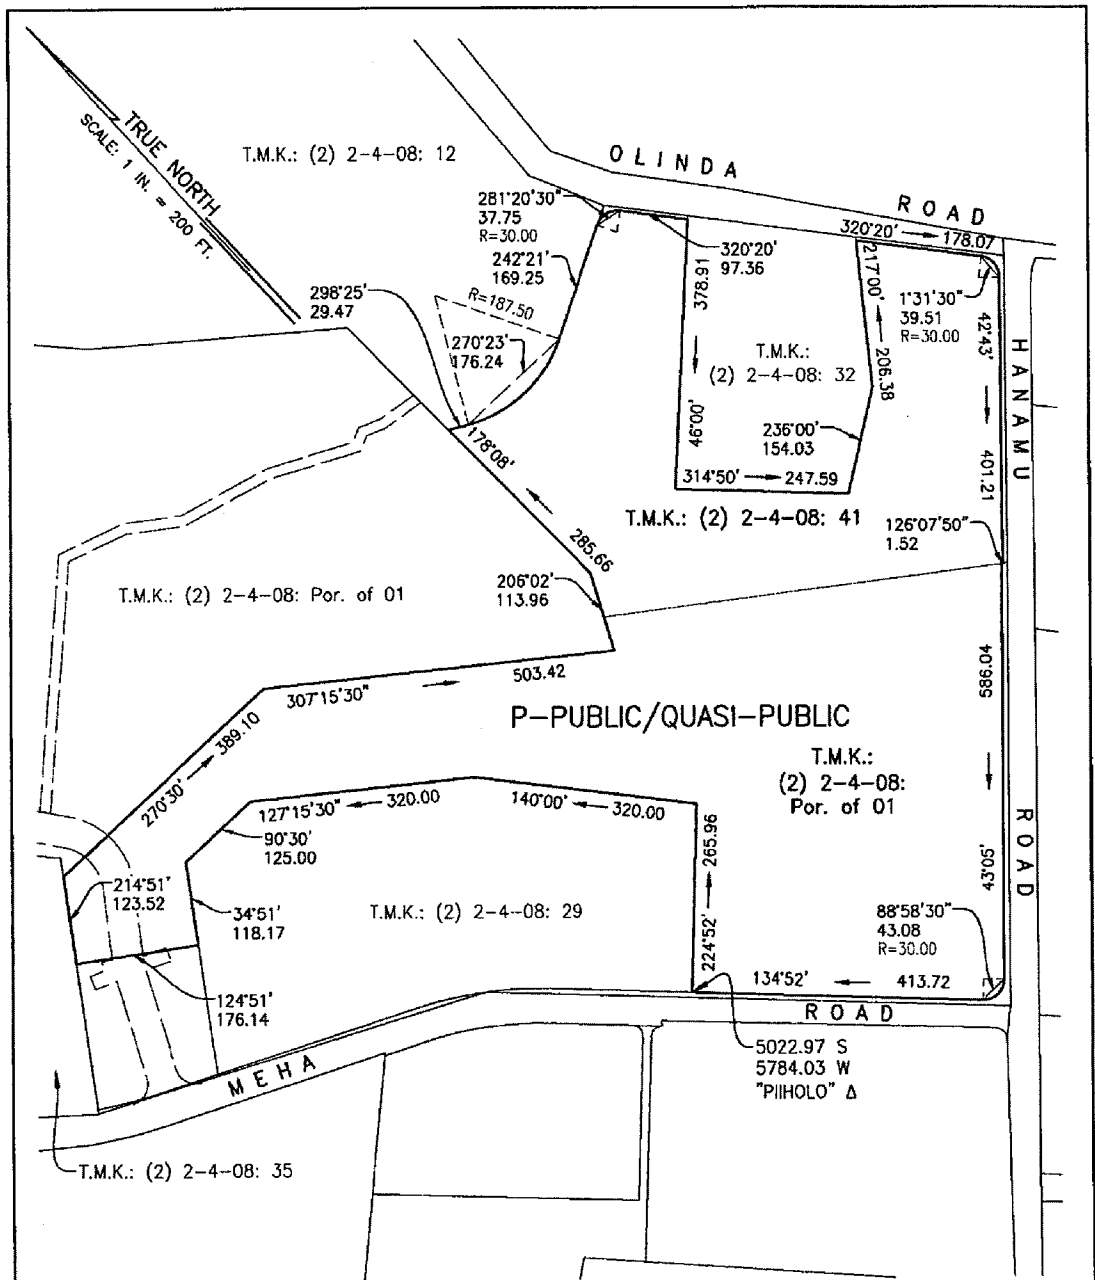 TRUE NORTH
SCALE: 1 IN. = 200 FT.
T.M.K.: (2) 2-4-08: 12
OLINDA
ROAD
281°20'30"
37.75
R=30.00
242°21'
169.25
R=187.50
298°25'
29.47
270°23'
176.24
320°20'
97.36
320°20' 178.07
217°00' 206.38
1°31'30"
39.51
R=30.00
42°43' 401.21
HANAMU
378.91
46°00'
T.M.K.:
(2) 2-4-08: 32
236°00'
154.03
314°50' 247.59
T.M.K.: (2) 2-4-08: 41
126°07'50"
1.52
178°08' 285.66
206°02'
113.96
T.M.K.: (2) 2-4-08: Por. of 01
307°15'30" 503.42
270°30' 389.10
P-PUBLIC/QUASI-PUBLIC
T.M.K.:
(2) 2-4-08:
Por. of 01
586.04
43°05'
ROAD
127°15'30" 320.00
140°00' 320.00
90°30'
125.00
224°52' 265.96
214°51'
123.52
34°51'
118.17
T.M.K.: (2) 2-4-08: 29
88°58'30"
43.08
R=30.00
134°52' 413.72
124°51'
176.14
MEHA
ROAD
5022.97 S
5784.03 W
"PIIHOLO" Δ
T.M.K.: (2) 2-4-08: 35